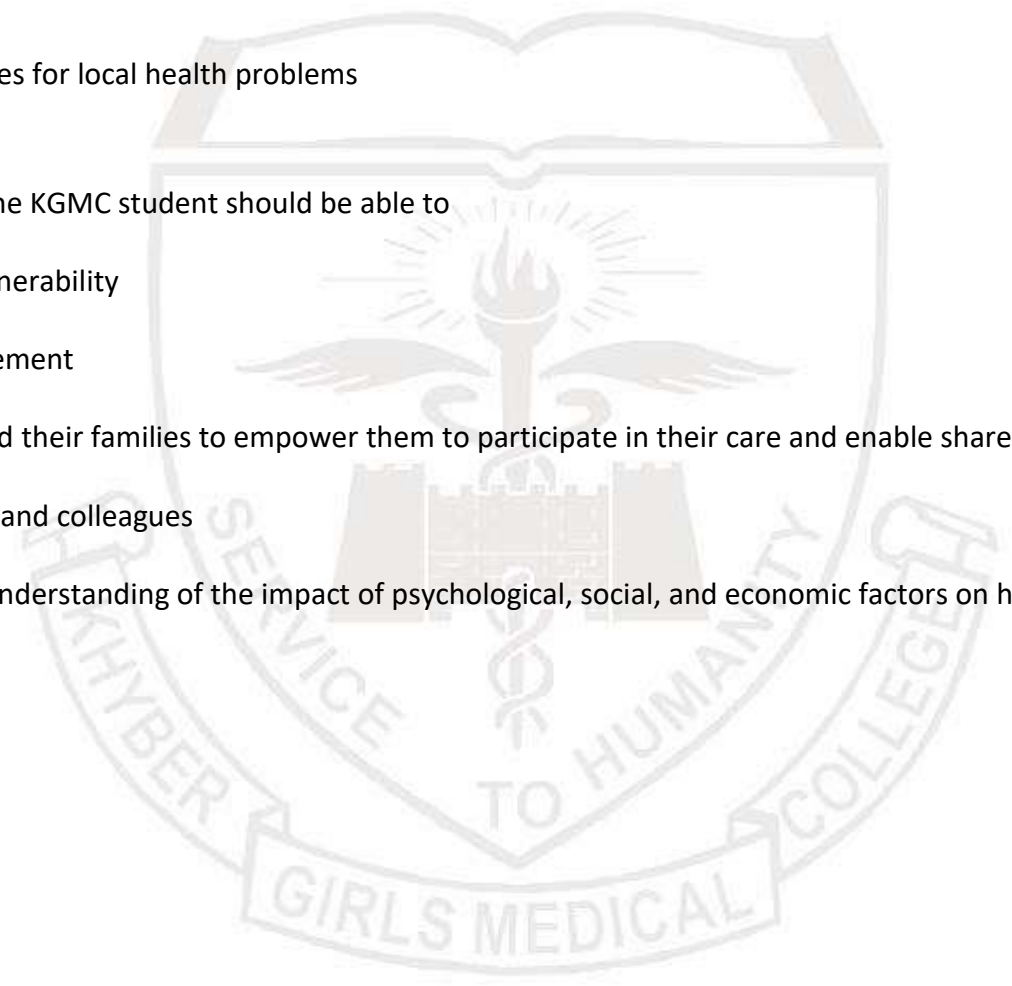 es for local health problems
ne KGMC student should be able to
nerability
ement
d their families to empower them to participate in their care and enable share
and colleagues
nderstanding of the impact of psychological, social, and economic factors on h
SERVICE TO HUMANITY
KHYBER GIRLS MEDICAL COLLEGE